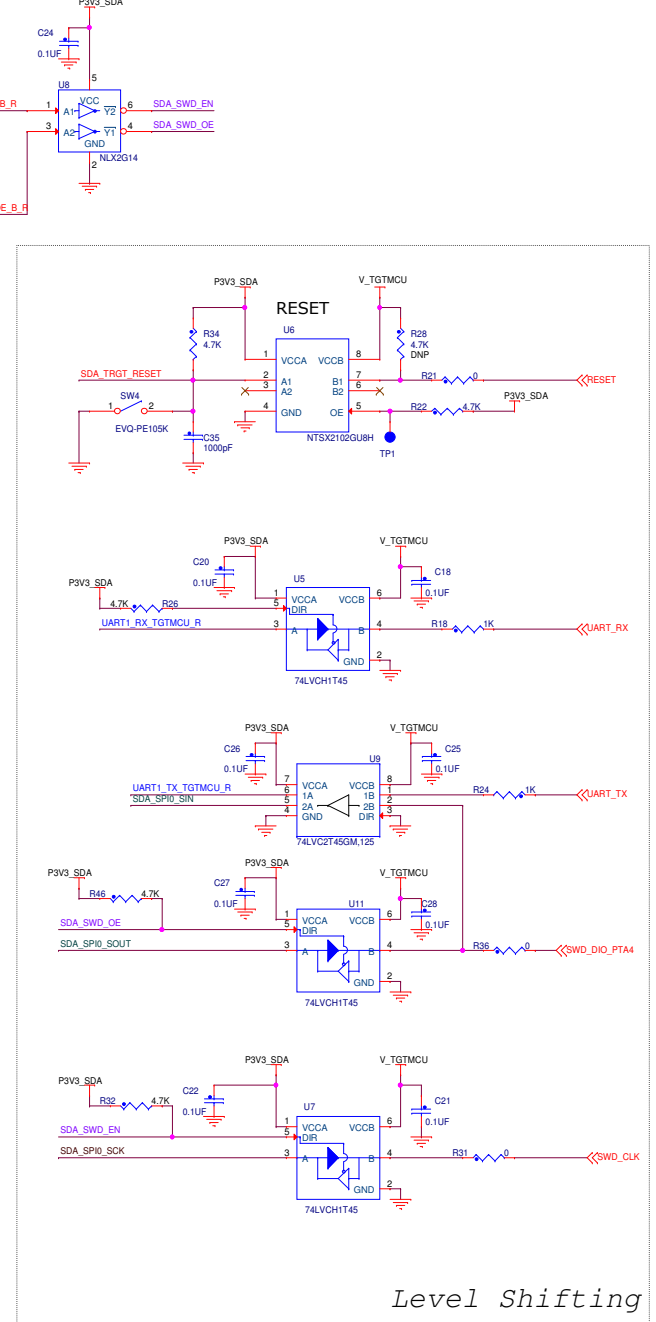 P3V3_SDA
C24
0.1UF
5
U8
VCC
B_R
1
A1
Y2
6
SDA_SWD_EN
3
A2
Y1
4
SDA_SWD_OE
GND
2
NLX2G14
E_B_R
P3V3_SDA
V_TGTMCU
RESET
U6
R34
4.7K
R28
4.7K
DNP
1
VCCA
VCCB
8
SDA_TRGT_RESET
2
A1
B1
7
R21
0
RESET
3
A2
B2
6
SW4
1
2
4
GND
OE
5
R22
4.7K
P3V3_SDA
EVQ-PE105K
C35
1000pF
NTSX2102GU8H
TP1
P3V3_SDA
V_TGTMCU
C20
0.1UF
U5
C18
0.1UF
P3V3_SDA
4.7K
R26
1
VCCA
VCCB
6
5
DIR
UART1_RX_TGTMCU_R
3
A
B
4
R18
1K
UART_RX
GND
2
74LVCH1T45
P3V3_SDA
V_TGTMCU
C26
0.1UF
U9
C25
0.1UF
7
VCCA
VCCB
8
UART1_TX_TGTMCU_R
6
1A
1B
1
R24
1K
UART_TX
SDA_SPI0_SIN
5
2A
2B
2
4
GND
DIR
3
74LVC2T45GM,125
P3V3_SDA
V_TGTMCU
P3V3_SDA
R46
4.7K
C27
0.1UF
U11
C28
0.1UF
1
VCCA
VCCB
6
SDA_SWD_OE
5
DIR
SDA_SPI0_SOUT
3
A
B
4
R36
0
SWD_DIO_PTA4
GND
2
74LVCH1T45
P3V3_SDA
V_TGTMCU
P3V3_SDA
R32
4.7K
C22
0.1UF
U7
C21
0.1UF
1
VCCA
VCCB
6
SDA_SWD_EN
5
DIR
SDA_SPI0_SCK
3
A
B
4
R31
0
SWD_CLK
GND
2
74LVCH1T45
Level Shifting